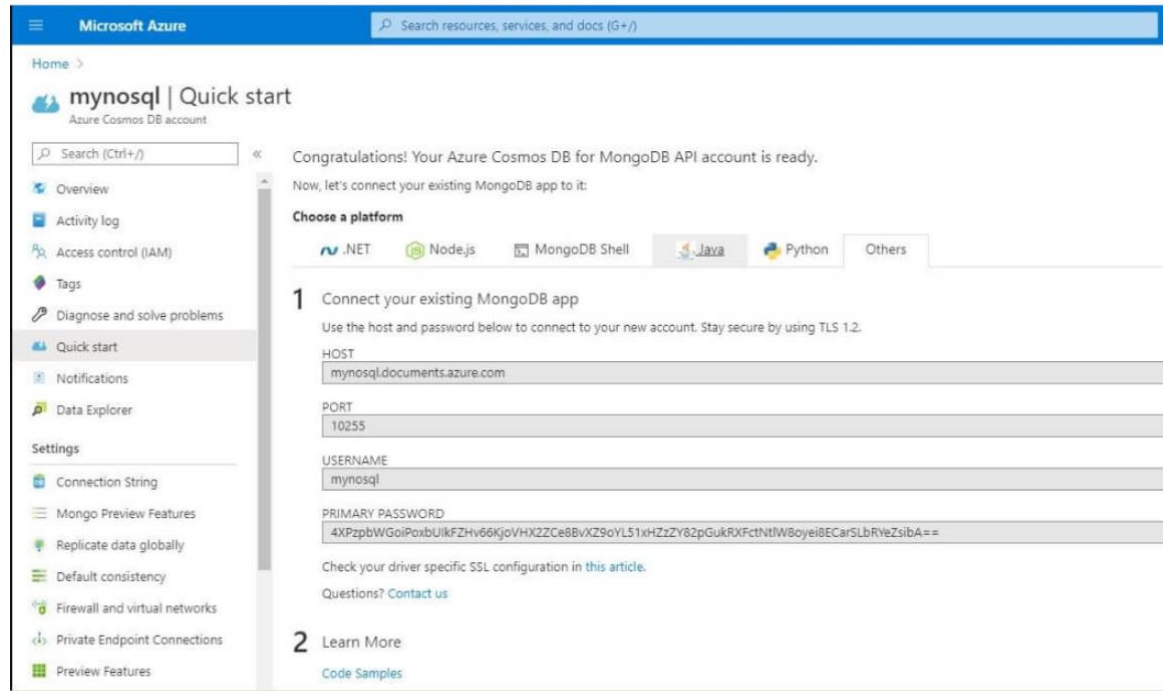 Microsoft Azure
Search resources, services, and docs (G+/)
Home >
mynosql | Quick start
Azure Cosmos DB account
Search (Ctrl+/)
«
Overview
Activity log
Access control (IAM)
Tags
Diagnose and solve problems
Quick start
Notifications
Data Explorer
Settings
Connection String
Mongo Preview Features
Replicate data globally
Default consistency
Firewall and virtual networks
Private Endpoint Connections
Preview Features
Congratulations! Your Azure Cosmos DB for MongoDB API account is ready.
Now, let's connect your existing MongoDB app to it:
Choose a platform
.NET Node.js MongoDB Shell Java Python Others
1 Connect your existing MongoDB app
Use the host and password below to connect to your new account. Stay secure by using TLS 1.2.
HOST
mynosql.documents.azure.com
PORT
10255
USERNAME
mynosql
PRIMARY PASSWORD
Check your driver specific SSL configuration in this article.
Questions? Contact us
2 Learn More
Code Samples